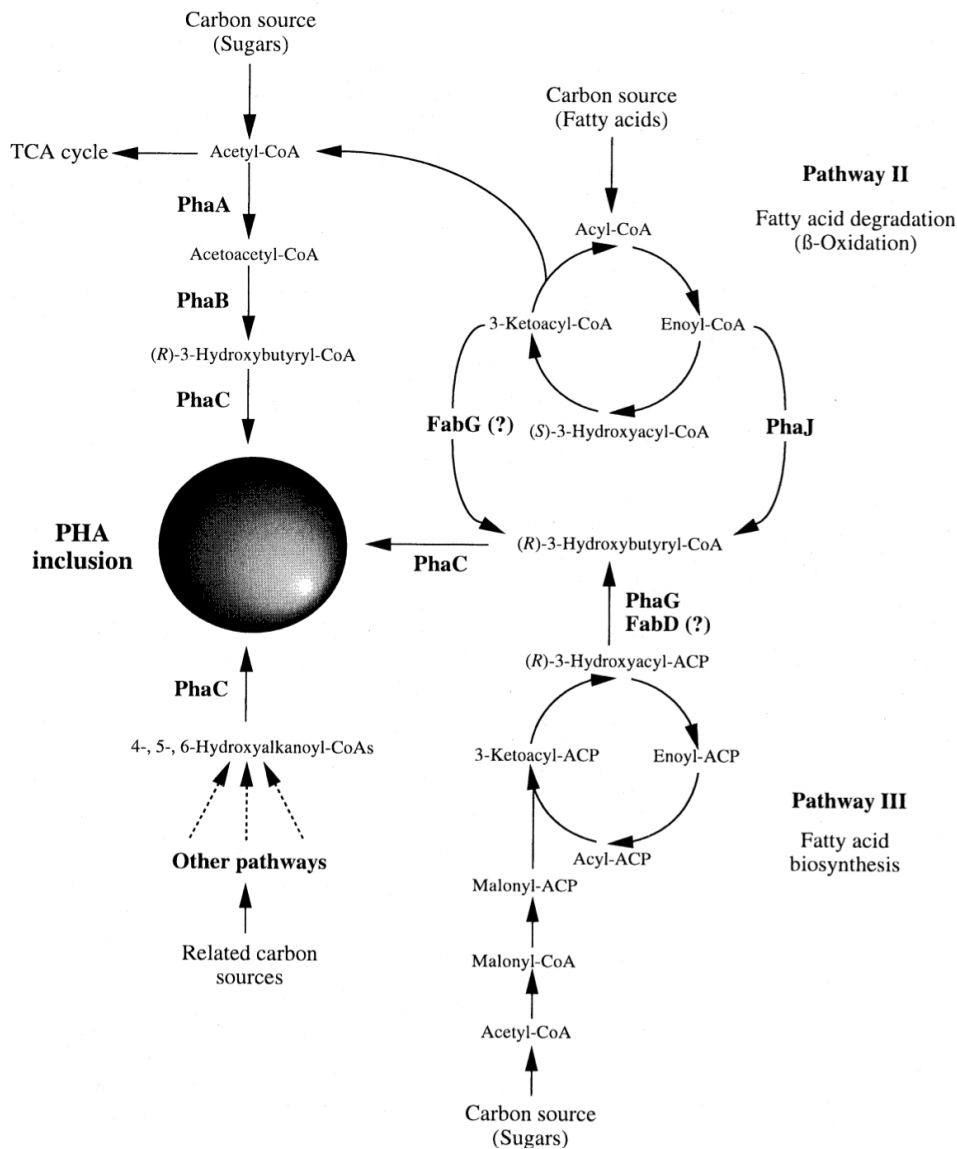 Carbon source
(Sugars)
TCA cycle
Acetyl-CoA
PhaA
Acetoacetyl-CoA
PhaB
(R)-3-Hydroxybutyryl-CoA
PhaC
PHA
inclusion
PhaC
4-, 5-, 6-Hydroxyalkanoyl-CoAs
Other pathways
Related carbon
sources
Carbon source
(Fatty acids)
Pathway II
Fatty acid degradation
(ß-Oxidation)
Acyl-CoA
3-Ketoacyl-CoA
Enoyl-CoA
FabG (?)
(S)-3-Hydroxyacyl-CoA
PhaJ
(R)-3-Hydroxybutyryl-CoA
PhaC
PhaG
FabD (?)
(R)-3-Hydroxyacyl-ACP
3-Ketoacyl-ACP
Enoyl-ACP
Pathway III
Fatty acid
biosynthesis
Acyl-ACP
Malonyl-ACP
Malonyl-CoA
Acetyl-CoA
Carbon source
(Sugars)